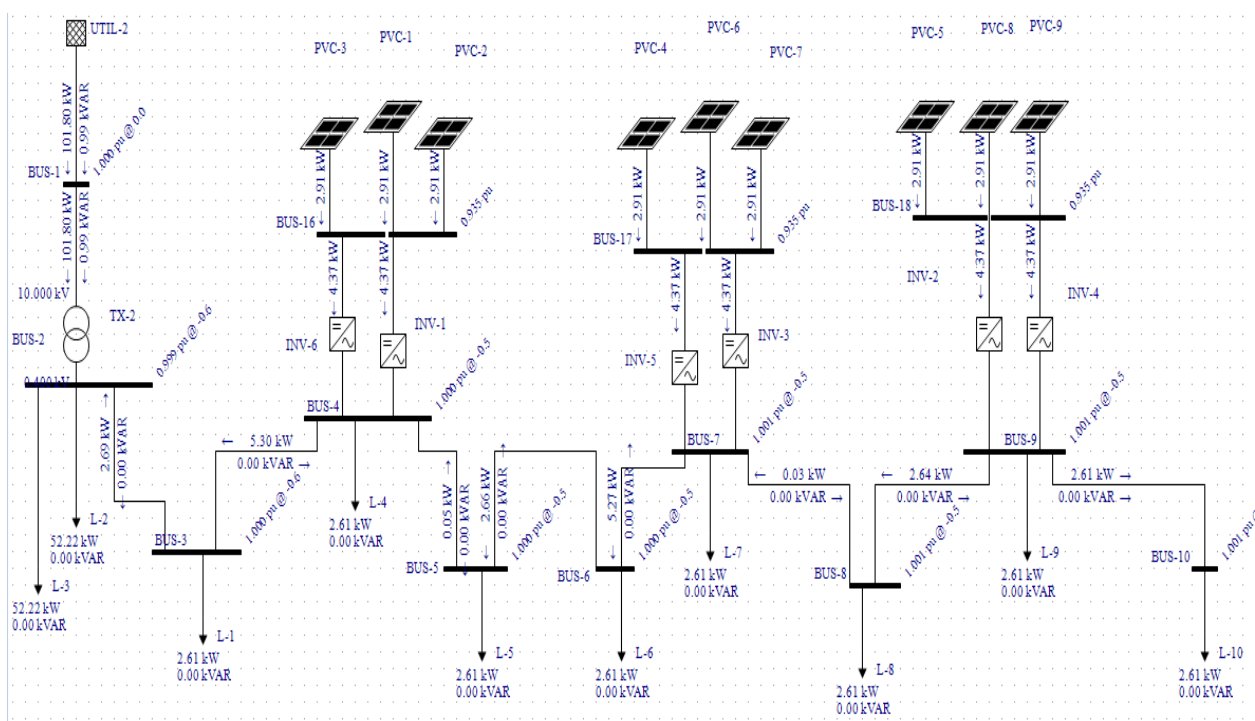 UTIL-2
← 101.80 kW
← 0.99 kVAR
1.000 pu @ 0.0
BUS-1
← 101.80 kW
← 0.99 kVAR
10.000 kV
TX-2
BUS-2
0.999 pu @ -0.6
0.400 kV
2.69 kW →
← 0.00 kVAR
L-2
52.22 kW
0.00 kVAR
L-3
52.22 kW
0.00 kVAR
BUS-3
1.000 pu @ -0.6
L-1
2.61 kW
0.00 kVAR
PVC-3
PVC-1
PVC-2
← 2.91 kW
← 2.91 kW
← 2.91 kW
BUS-16
0.935 pu
← 4.37 kW
← 4.37 kW
INV-6
INV-1
BUS-4
1.000 pu @ -0.5
← 5.30 kW
0.00 kVAR →
L-4
2.61 kW
0.00 kVAR
0.05 kW →
← 0.00 kVAR
← 2.66 kW
0.00 kVAR →
BUS-5
1.000 pu @ -0.5
L-5
2.61 kW
0.00 kVAR
PVC-4
PVC-6
PVC-7
← 2.91 kW
← 2.91 kW
← 2.91 kW
BUS-17
0.935 pu
← 4.37 kW
← 4.37 kW
INV-5
INV-3
BUS-7
1.001 pu @ -0.5
← 5.27 kW
0.00 kVAR →
BUS-6
1.000 pu @ -0.5
L-6
2.61 kW
0.00 kVAR
L-7
2.61 kW
0.00 kVAR
← 0.03 kW
0.00 kVAR →
BUS-8
1.001 pu @ -0.5
L-8
2.61 kW
0.00 kVAR
PVC-5
PVC-8
PVC-9
← 2.91 kW
← 2.91 kW
← 2.91 kW
BUS-18
0.935 pu
← 4.37 kW
← 4.37 kW
INV-2
INV-4
BUS-9
1.001 pu @ -0.5
← 2.64 kW
0.00 kVAR →
L-9
2.61 kW
0.00 kVAR
2.61 kW →
0.00 kVAR →
BUS-10
1.001 pu @
L-10
2.61 kW
0.00 kVAR